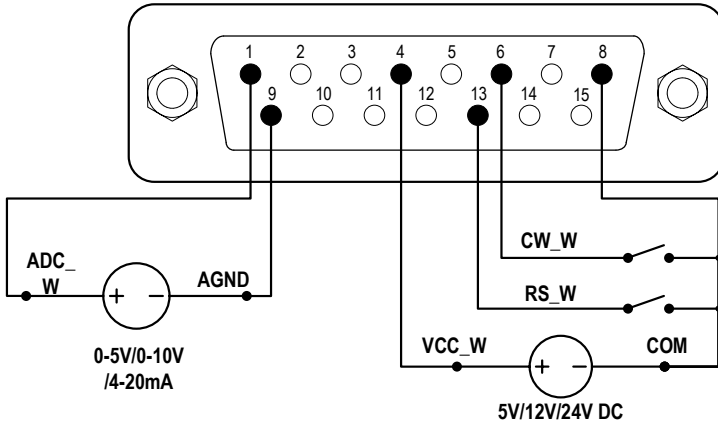 1 2 3 4 5 6 7 8
9 10 11 12 13 14 15
ADC_
W
AGND
+ −
0-5V/0-10V
/4-20mA
CW_W
RS_W
VCC_W
COM
+ −
5V/12V/24V DC